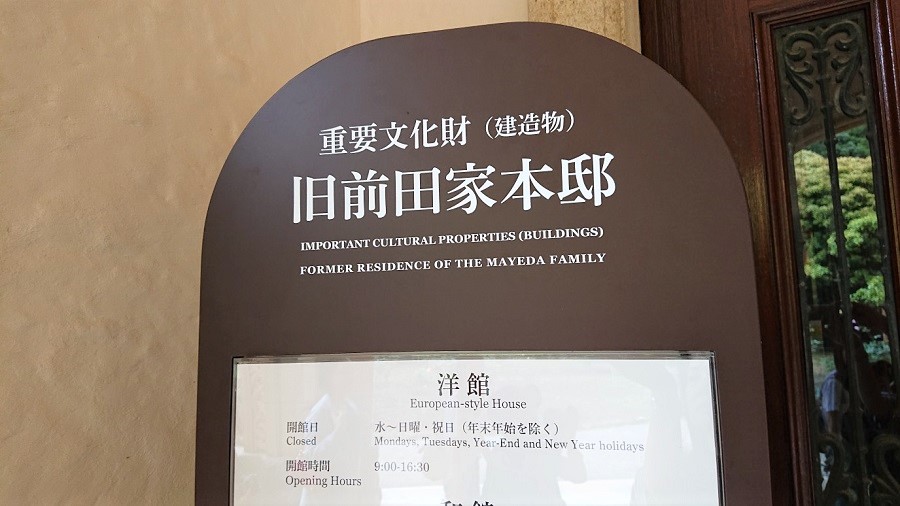 重要文化財（建造物）
旧前田家本邸
IMPORTANT CULTURAL PROPERTIES (BUILDINGS)
FORMER RESIDENCE OF THE MAYEDA FAMILY
洋館
European-style House
開館日 水～日曜・祝日（年末年始を除く）
Closed Mondays, Tuesdays, Year-End and New Year holidays
開館時間 9:00-16:30
Opening Hours